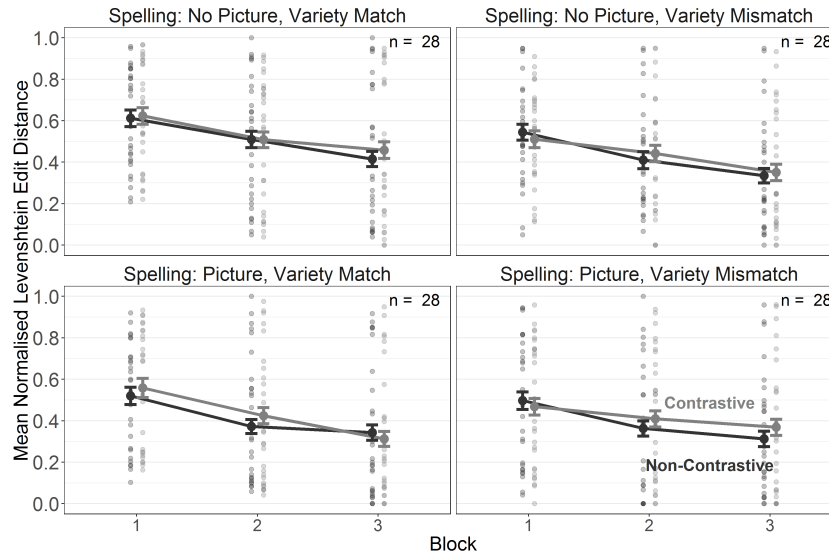 Spelling: No Picture, Variety Match
Spelling: No Picture, Variety Mismatch
n = 28
n = 28
1.0
0.8
0.6
0.4
0.2
0.0
Spelling: Picture, Variety Match
Spelling: Picture, Variety Mismatch
n = 28
n = 28
1.0
0.8
0.6
0.4
0.2
0.0
Contrastive
Non-Contrastive
1 2 3
1 2 3
Block
Mean Normalised Levenshtein Edit Distance